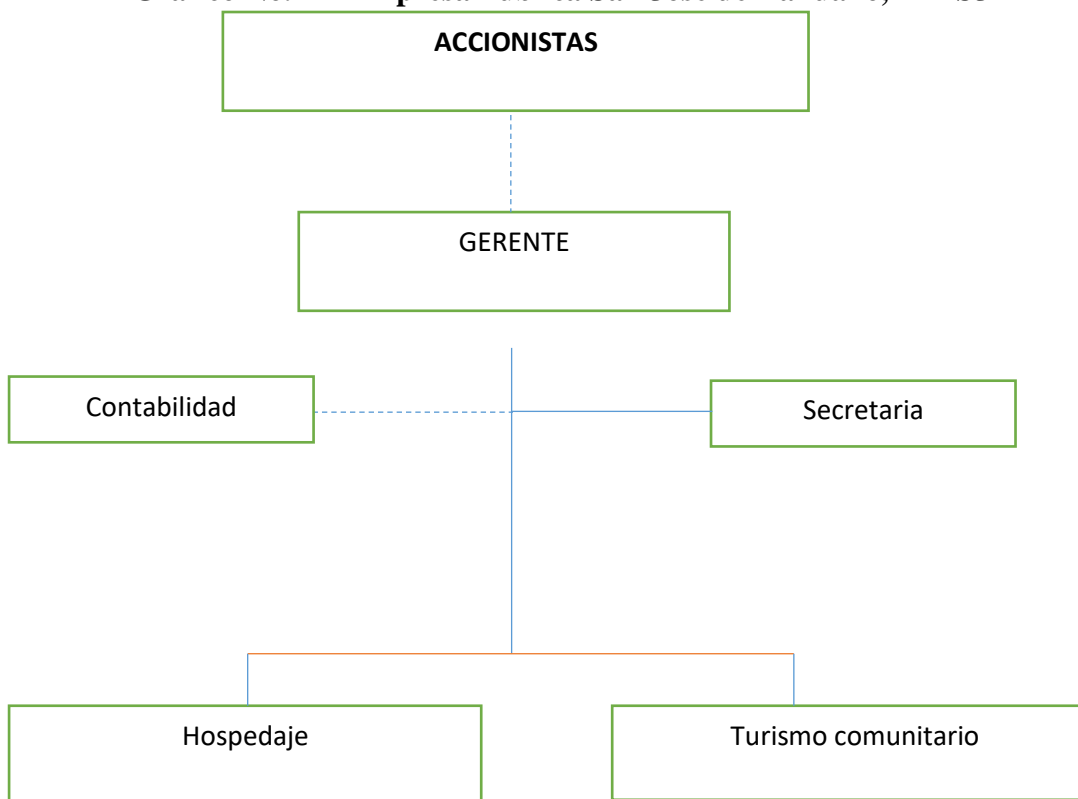 ACCIONISTAS
GERENTE
Contabilidad
Secretaria
Hospedaje
Turismo comunitario